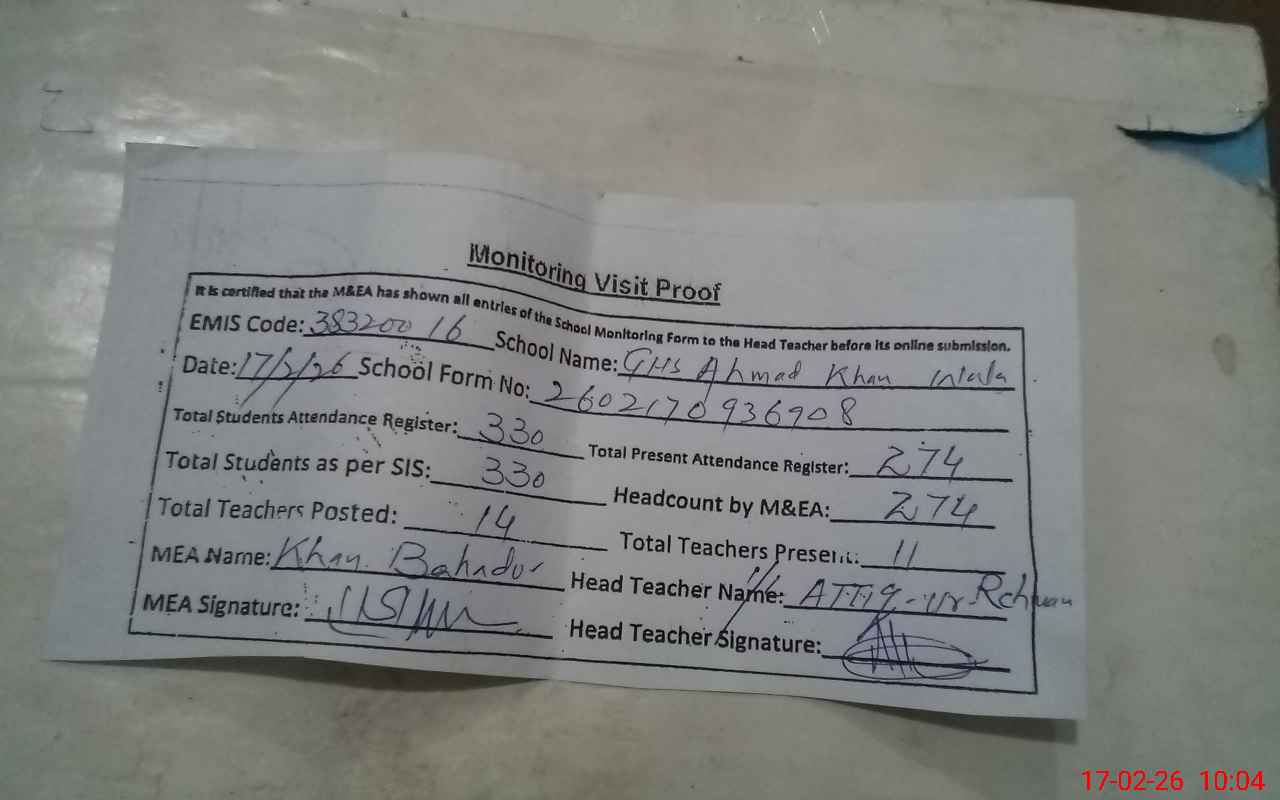 Monitoring Visit Proof
It is certified that the M&EA has shown all entries of the School Monitoring Form to the Head Teacher before its online submission.
EMIS Code: 38320016 School Name: GHS Ahmad Khan Wala
Date: 17/2/26 School Form No: 2602170936908
Total Students Attendance Register: 330 Total Present Attendance Register: 274
Total Students as per SIS: 330 Headcount by M&EA: 274
Total Teachers Posted: 14 Total Teachers Present: 11
MEA Name: Khan Bahadur Head Teacher Name: ATTIQ-ur-Rehman
MEA Signature: Head Teacher Signature:
17-02-26 10:04